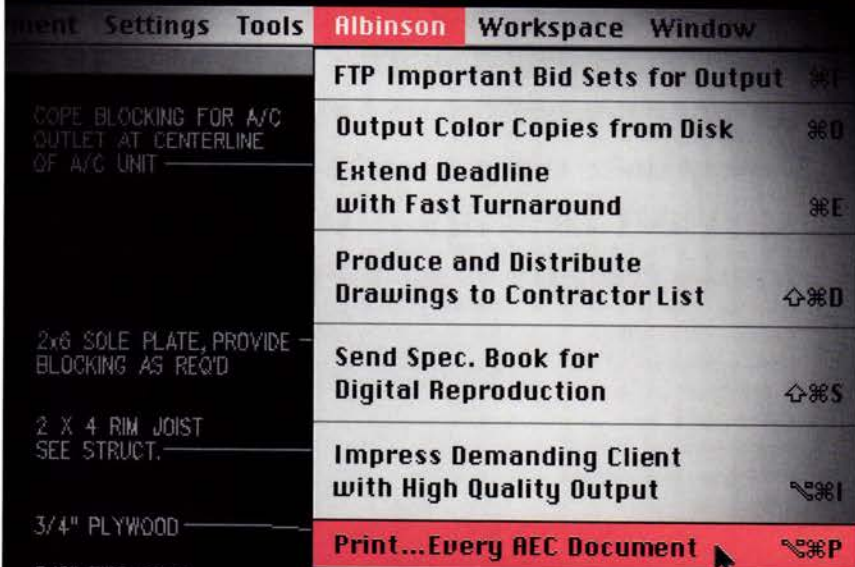 Settings Tools Albinson Workspace Window
FTP Important Bid Sets for Output ⌘F
COPE BLOCKING FOR A/C
OUTLET AT CENTERLINE
OF A/C UNIT
Output Color Copies from Disk ⌘O
Extend Deadline
with Fast Turnaround ⌘E
Produce and Distribute
Drawings to Contractor List ⇧⌘D
2x6 SOLE PLATE, PROVIDE
BLOCKING AS REQ'D
Send Spec. Book for
Digital Reproduction ⇧⌘S
2 X 4 RIM JOIST
SEE STRUCT.
Impress Demanding Client
with High Quality Output ⌥⌘I
3/4" PLYWOOD
Print...Every AEC Document ⌥⌘P